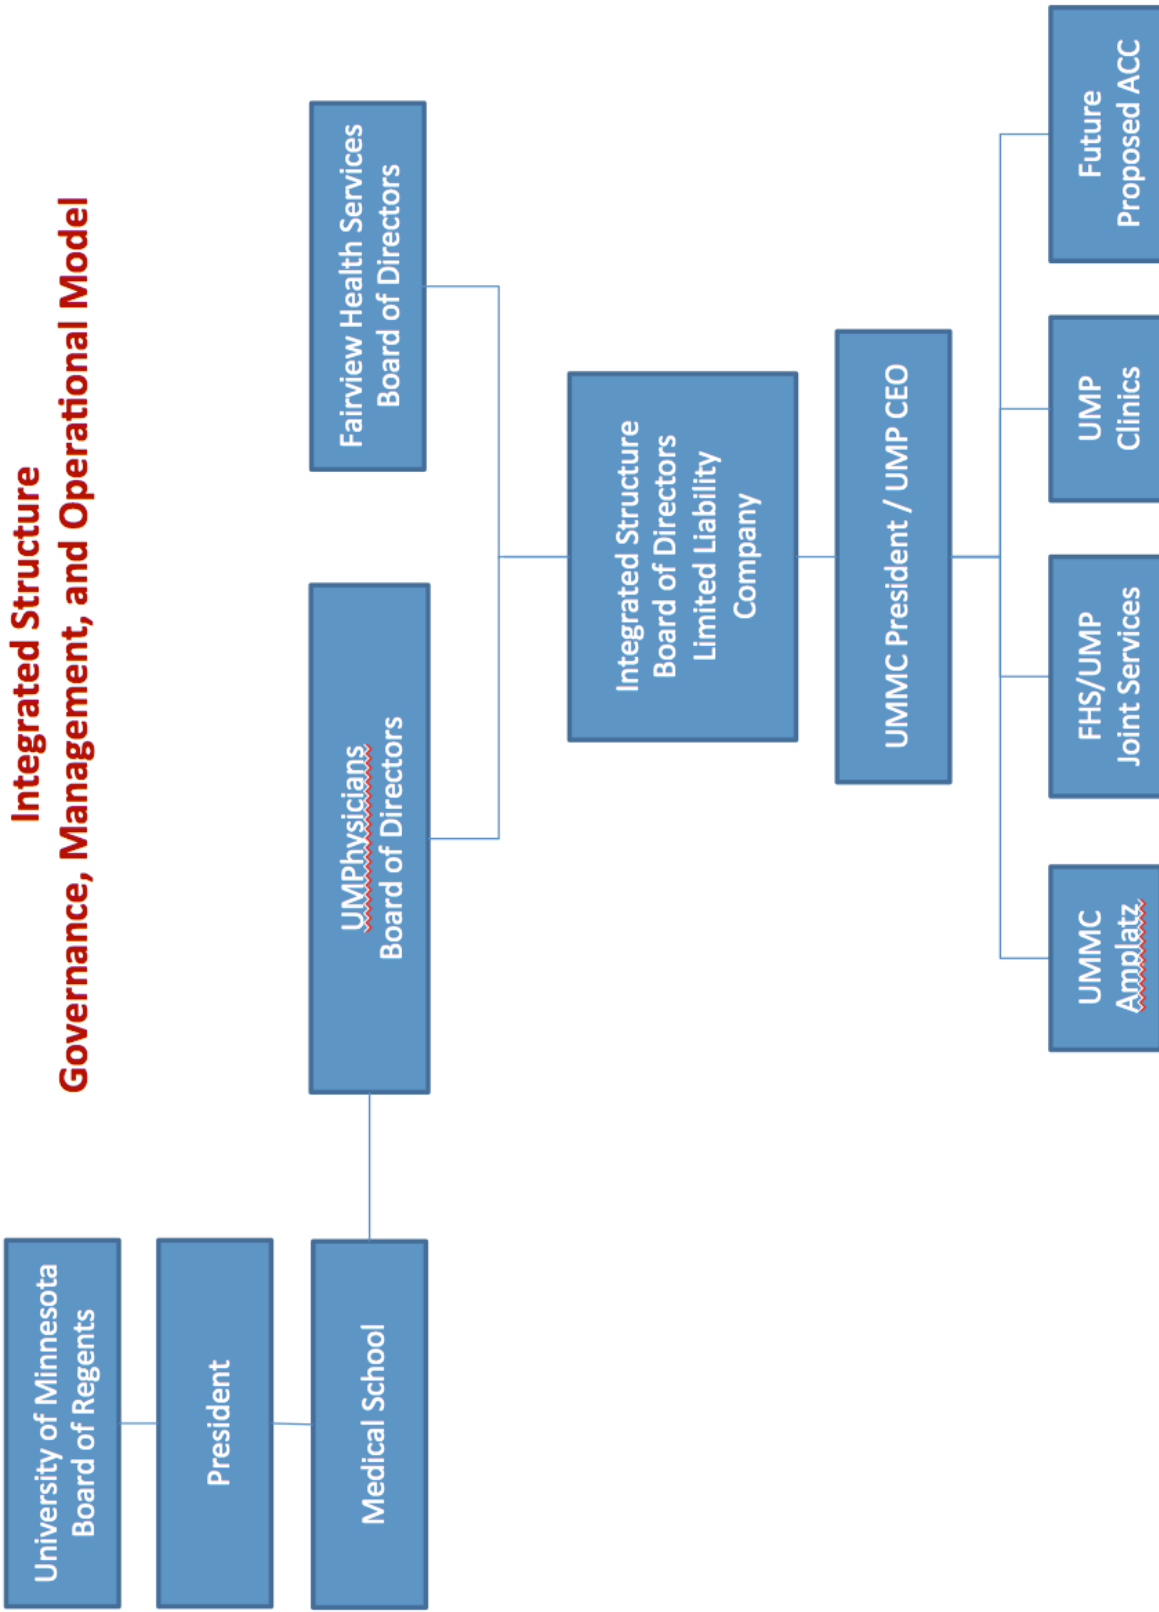 Integrated Structure
Governance, Management, and Operational Model
University of Minnesota
Board of Regents
President
Medical School
UMPhysicians
Board of Directors
Fairview Health Services
Board of Directors
Integrated Structure
Board of Directors
Limited Liability
Company
UMMC President / UMP CEO
UMMC
Amplatz
FHS/UMP
Joint Services
UMP
Clinics
Future
Proposed ACC